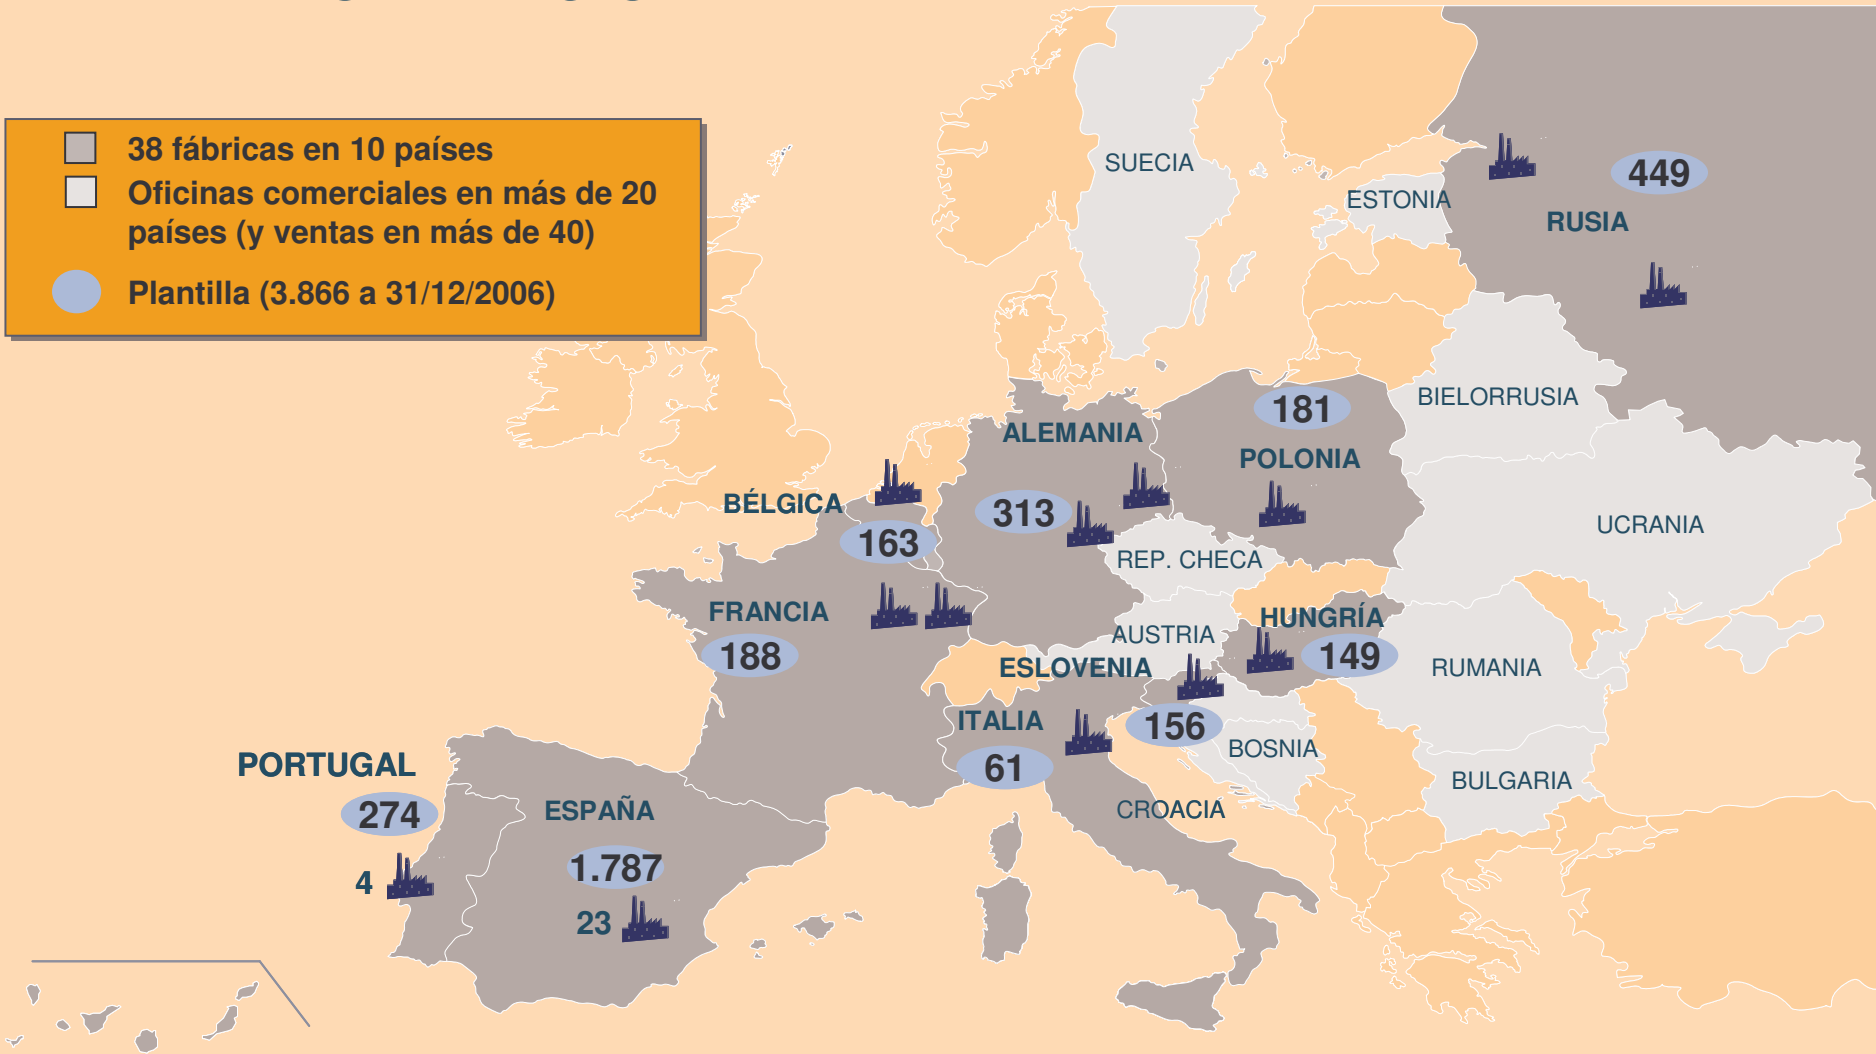 38 fábricas en 10 países
Oficinas comerciales en más de 20
países (y ventas en más de 40)
Plantilla (3.866 a 31/12/2006)
SUECIA
ESTONIA
449
RUSIA
BIELORRUSIA
181
ALEMANIA
POLONIA
BÉLGICA
313
163
UCRANIA
REP. CHECA
FRANCIA
HUNGRÍA
AUSTRIA
188
149
ESLOVENIA
RUMANIA
ITALIA
156
BOSNIA
61
PORTUGAL
BULGARIA
274
ESPAÑA
CROACIA
1.787
4
23